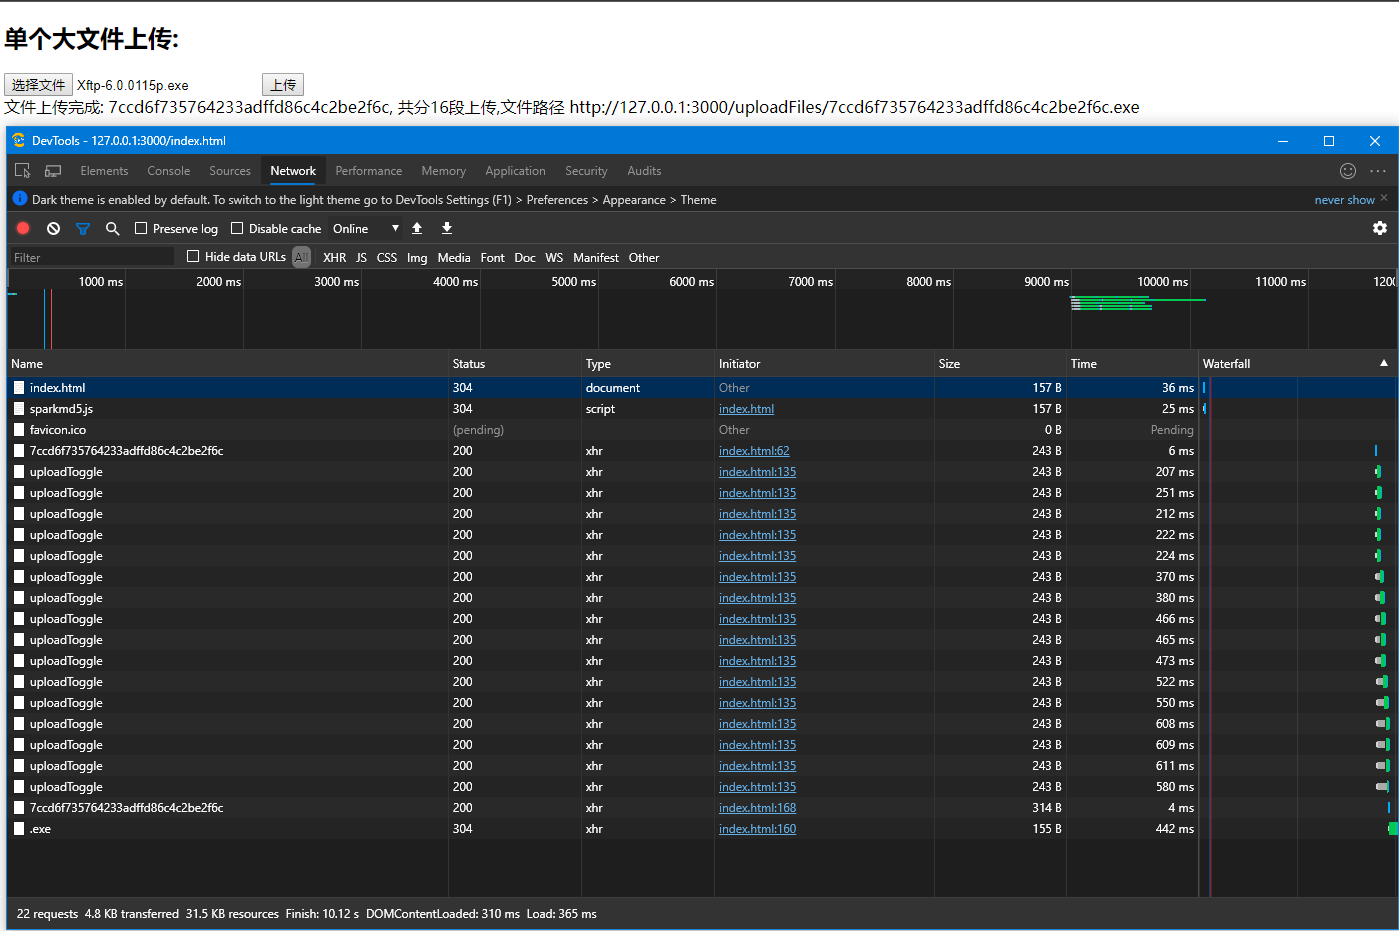 单个大文件上传:
选择文件 Xftp-6.0.0115p.exe 上传
文件上传完成: 7ccd6f735764233adffd86c4c2be2f6c, 共分16段上传,文件路径 http://127.0.0.1:3000/uploadFiles/7ccd6f735764233adffd86c4c2be2f6c.exe
DevTools - 127.0.0.1:3000/index.html
Elements Console Sources Network Performance Memory Application Security Audits
Dark theme is enabled by default. To switch to the light theme go to DevTools Settings (F1) > Preferences > Appearance > Theme never show
Preserve log Disable cache Online
Filter Hide data URLs All XHR JS CSS Img Media Font Doc WS Manifest Other
1000 ms 2000 ms 3000 ms 4000 ms 5000 ms 6000 ms 7000 ms 8000 ms 9000 ms 10000 ms 11000 ms 1200
Name Status Type Initiator Size Time Waterfall
index.html 304 document Other 157 B 36 ms
sparkmd5.js 304 script index.html 157 B 25 ms
favicon.ico (pending) Other 0 B Pending
7ccd6f735764233adffd86c4c2be2f6c 200 xhr index.html:62 243 B 6 ms
uploadToggle 200 xhr index.html:135 243 B 207 ms
uploadToggle 200 xhr index.html:135 243 B 251 ms
uploadToggle 200 xhr index.html:135 243 B 212 ms
uploadToggle 200 xhr index.html:135 243 B 222 ms
uploadToggle 200 xhr index.html:135 243 B 224 ms
uploadToggle 200 xhr index.html:135 243 B 370 ms
uploadToggle 200 xhr index.html:135 243 B 380 ms
uploadToggle 200 xhr index.html:135 243 B 466 ms
uploadToggle 200 xhr index.html:135 243 B 465 ms
uploadToggle 200 xhr index.html:135 243 B 473 ms
uploadToggle 200 xhr index.html:135 243 B 522 ms
uploadToggle 200 xhr index.html:135 243 B 550 ms
uploadToggle 200 xhr index.html:135 243 B 608 ms
uploadToggle 200 xhr index.html:135 243 B 609 ms
uploadToggle 200 xhr index.html:135 243 B 611 ms
uploadToggle 200 xhr index.html:135 243 B 580 ms
7ccd6f735764233adffd86c4c2be2f6c 200 xhr index.html:168 314 B 4 ms
.exe 304 xhr index.html:160 155 B 442 ms
22 requests 4.8 KB transferred 31.5 KB resources Finish: 10.12 s DOMContentLoaded: 310 ms Load: 365 ms